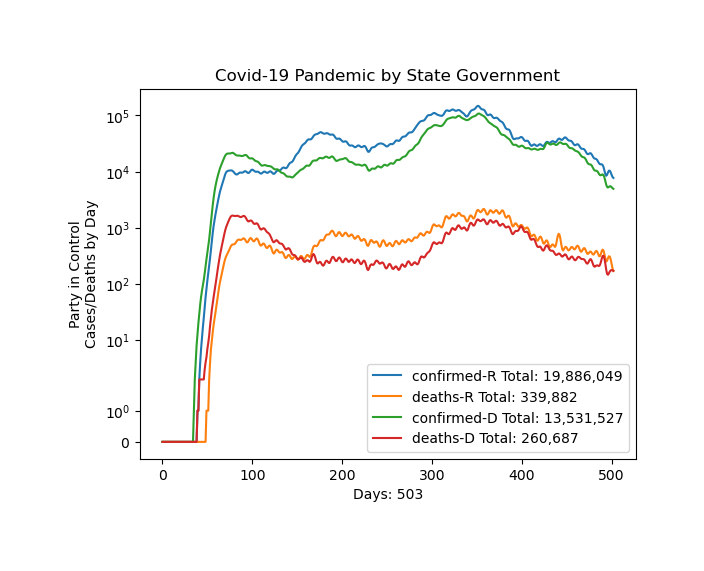 Covid-19 Pandemic by State Government
Party in Control
Cases/Deaths by Day
10^5
10^4
10^3
10^2
10^1
10^0
0
confirmed-R Total: 19,886,049
deaths-R Total: 339,882
confirmed-D Total: 13,531,527
deaths-D Total: 260,687
0 100 200 300 400 500
Days: 503